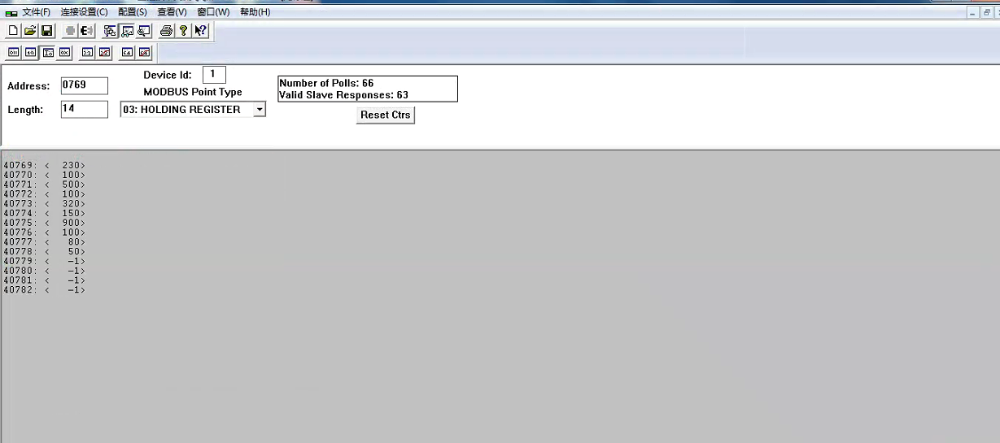 文件(F) 连接设置(C) 配置(S) 查看(V) 窗口(W) 帮助(H)
Device Id: 1
Address: 0769
MODBUS Point Type
Length: 14
03: HOLDING REGISTER
Number of Polls: 66
Valid Slave Responses: 63
Reset Ctrs
40769: <  230>
40770: <  100>
40771: <  500>
40772: <  100>
40773: <  320>
40774: <  150>
40775: <  900>
40776: <  100>
40777: <   80>
40778: <   50>
40779: <   -1>
40780: <   -1>
40781: <   -1>
40782: <   -1>